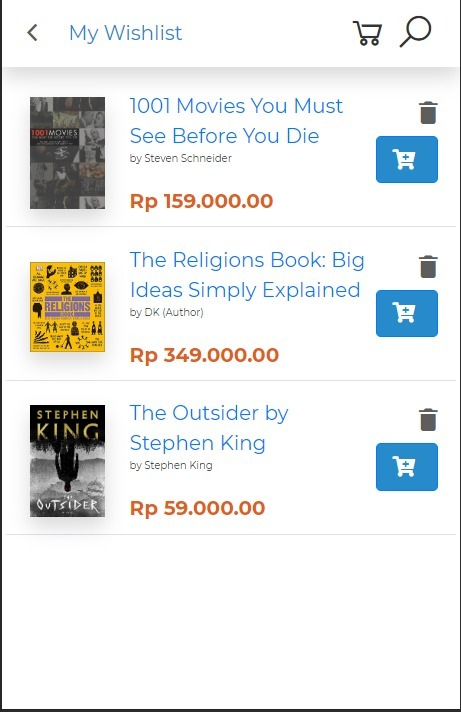 My Wishlist
1001 Movies You Must
See Before You Die
by Steven Schneider
Rp 159.000.00
1001 MOVIES
The Religions Book: Big
Ideas Simply Explained
by DK (Author)
Rp 349.000.00
THE
RELIGIONS
BOOK
The Outsider by
Stephen King
by Stephen King
Rp 59.000.00
STEPHEN
KING
THE
OUTSIDER